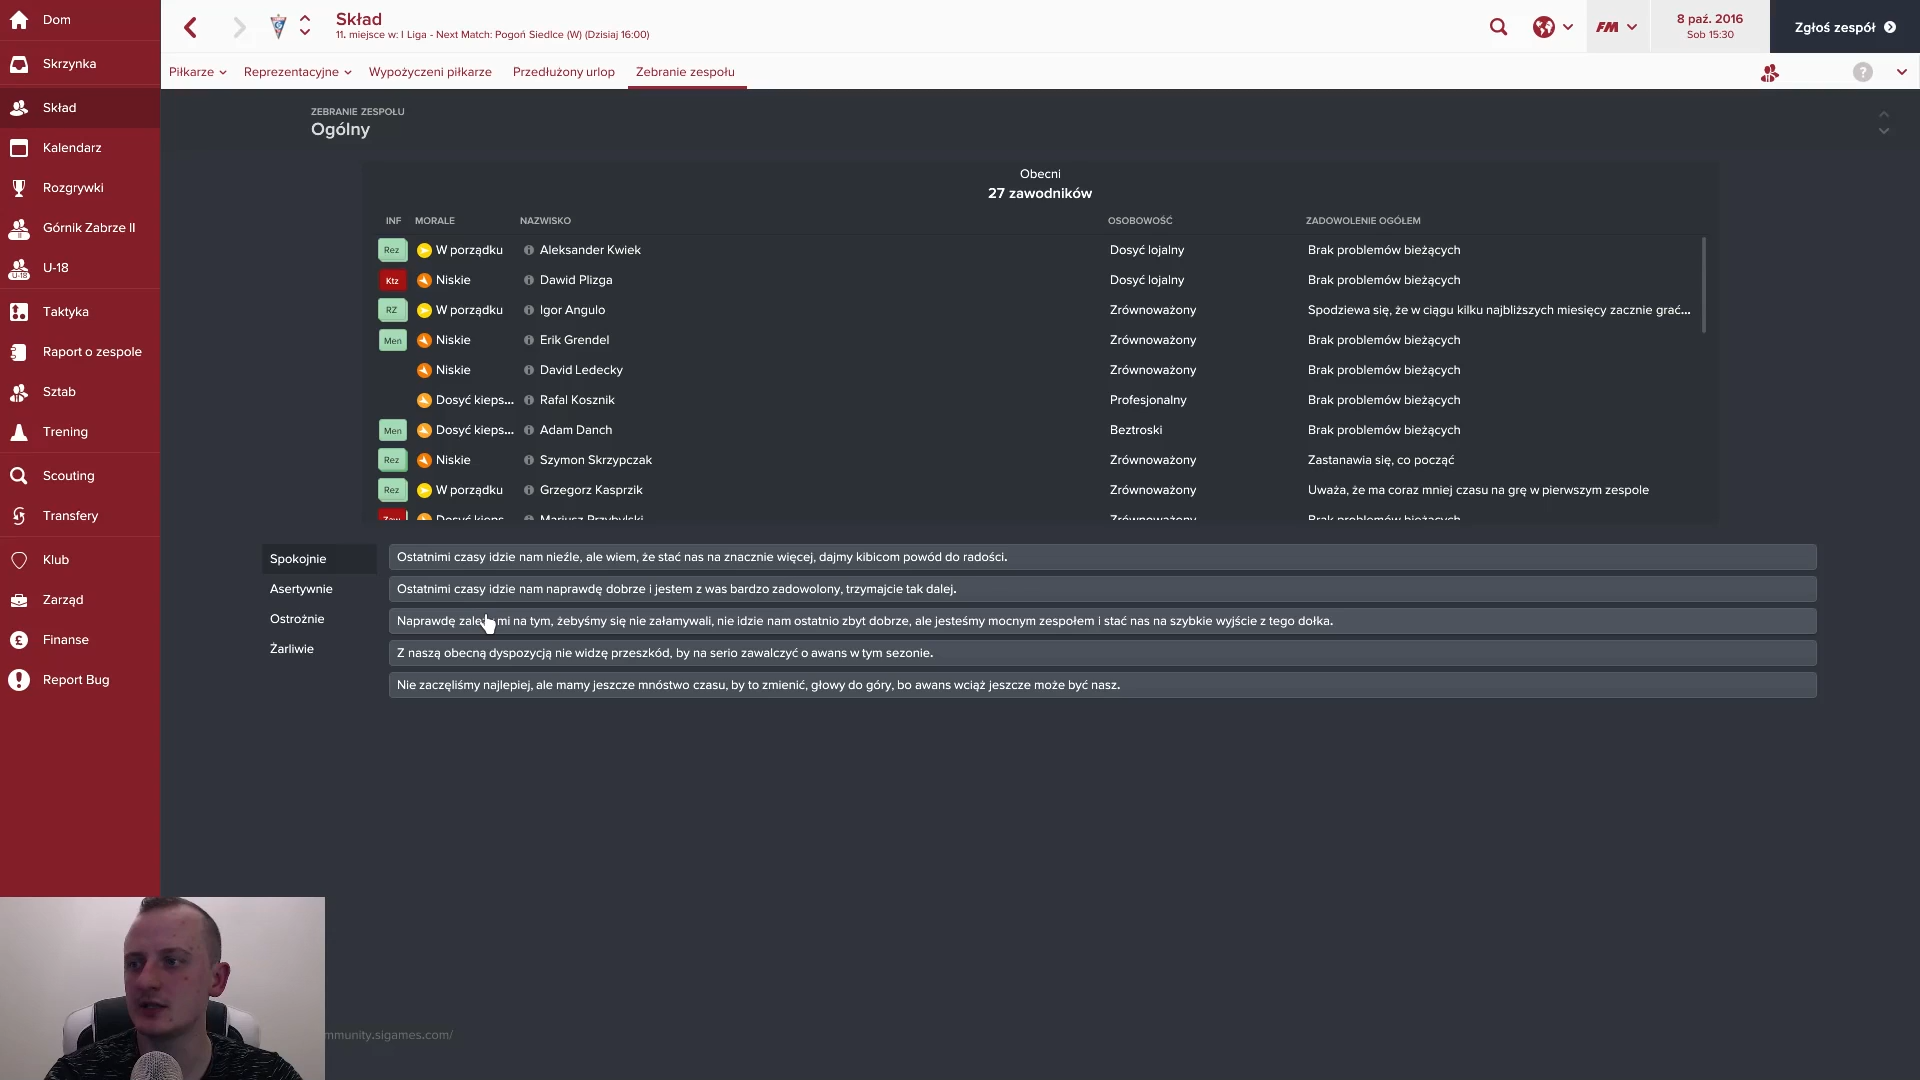 Dom
Skrzynka
Skład
Kalendarz
Rozgrywki
Górnik Zabrze II
U-18
U-18
Taktyka
Raport o zespole
Sztab
Trening
Scouting
Transfery
Klub
Zarząd
Finanse
Report Bug
Skład
11. miejsce w: I Liga - Next Match: Pogoń Siedlce (W) (Dzisiaj 16:00)
FM
8 paź. 2016
Sob 15:30
Zgłoś zespół
Piłkarze
Reprezentacyjne
Wypożyczeni piłkarze
Przedłużony urlop
Zebranie zespołu
ZEBRANIE ZESPOŁU
Ogólny
Obecni
27 zawodników
INF MORALE NAZWISKO OSOBOWOŚĆ ZADOWOLENIE OGÓŁEM
Rez W porządku Aleksander Kwiek Dosyć lojalny Brak problemów bieżących
Ktz Niskie Dawid Plizga Dosyć lojalny Brak problemów bieżących
RZ W porządku Igor Angulo Zrównoważony Spodziewa się, że w ciągu kilku najbliższych miesięcy zacznie grać...
Men Niskie Erik Grendel Zrównoważony Brak problemów bieżących
Niskie David Ledecky Zrównoważony Brak problemów bieżących
Dosyć kieps... Rafal Kosznik Profesjonalny Brak problemów bieżących
Men Dosyć kieps... Adam Danch Beztroski Brak problemów bieżących
Rez Niskie Szymon Skrzypczak Zrównoważony Zastanawia się, co począć
Rez W porządku Grzegorz Kasprzik Zrównoważony Uważa, że ma coraz mniej czasu na grę w pierwszym zespole
Zaw Dosyć kieps... Mariusz Przybylski Zrównoważony Brak problemów bieżących
Spokojnie
Asertywnie
Ostrożnie
Żarliwie
Ostatnimi czasy idzie nam nieźle, ale wiem, że stać nas na znacznie więcej, dajmy kibicom powód do radości.
Ostatnimi czasy idzie nam naprawdę dobrze i jestem z was bardzo zadowolony, trzymajcie tak dalej.
Naprawdę zależy mi na tym, żebyśmy się nie załamywali, nie idzie nam ostatnio zbyt dobrze, ale jesteśmy mocnym zespołem i stać nas na szybkie wyjście z tego dołka.
Z naszą obecną dyspozycją nie widzę przeszkód, by na serio zawalczyć o awans w tym sezonie.
Nie zaczęliśmy najlepiej, ale mamy jeszcze mnóstwo czasu, by to zmienić, głowy do góry, bo awans wciąż jeszcze może być nasz.
mmunity.sigames.com/